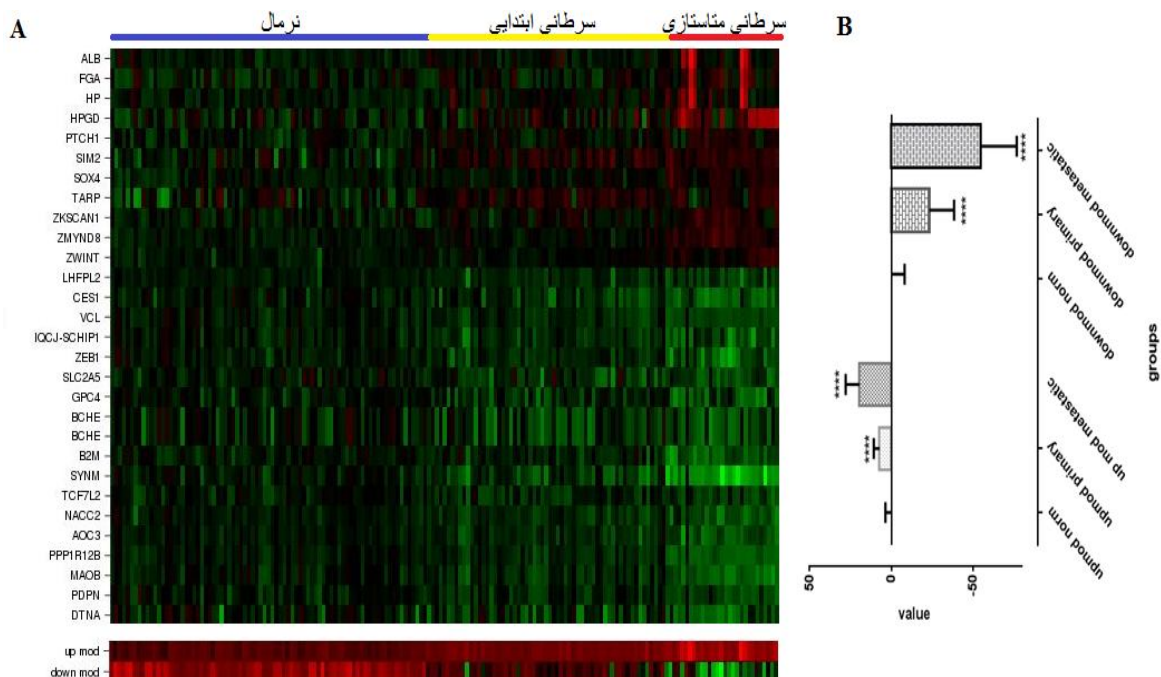 A
نرمال
سرطانی ابتدایی
سرطانی متاستازی
ALB
FGA
HP
HPGD
PTCH1
SIM2
SOX4
TARP
ZKSCAN1
ZMYND8
ZWINT
LHFPL2
CES1
VCL
IQCJ-SCHIP1
ZEB1
SLC2A5
GPC4
BCHE
BCHE
B2M
SYNM
TCF7L2
NACC2
AOC3
PPP1R12B
MAOB
PDPN
DTNA
up mod
down mod
B
****
downmod metastatic
****
downmod primary
downmod norm
****
up mod metastatic
****
upmod primary
upmod norm
groups
50
0
-50
value